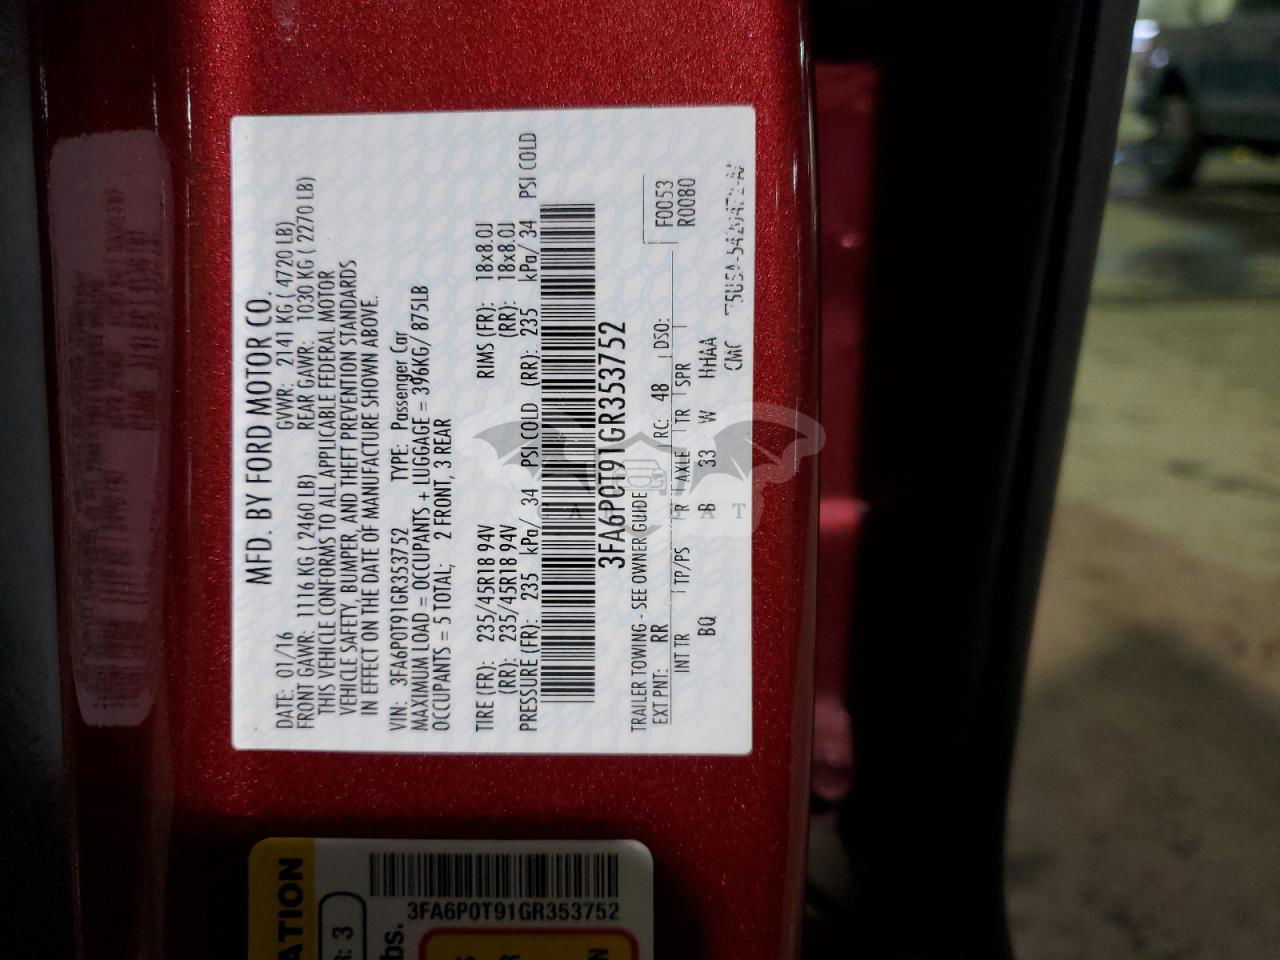 MFD. BY FORD MOTOR CO.
DATE: 01/16 GVWR: 2141 KG ( 4720 LB)
FRONT GAWR: 1116 KG ( 2460 LB) REAR GAWR: 1030 KG ( 2270 LB)
THIS VEHICLE CONFORMS TO ALL APPLICABLE FEDERAL MOTOR
VEHICLE SAFETY, BUMPER, AND THEFT PREVENTION STANDARDS
IN EFFECT ON THE DATE OF MANUFACTURE SHOWN ABOVE.
VIN: 3FA6P0T91GR353752 TYPE: Passenger Car
MAXIMUM LOAD = OCCUPANTS + LUGGAGE = 396KG/ 875LB
OCCUPANTS = 5 TOTAL; 2 FRONT, 3 REAR
TIRE (FR): 235/45R18 94V RIMS (FR): 18x8.0J
(RR): 235/45R18 94V (RR): 18x8.0J
PRESSURE (FR): 235 kPa/ 34 PSI COLD (RR): 235 kPa/ 34 PSI COLD
3FA6P0T91GR353752
TRAILER TOWING - SEE OWNER GUIDE F0053
EXT PNT: RR RC: 48 DSO: R0080
INT TR TP/PS R AXLE TR SPR
BQ B 33 W HHAA
CMC
ATION
R: 3
3FA6P0T91GR353752
bs.